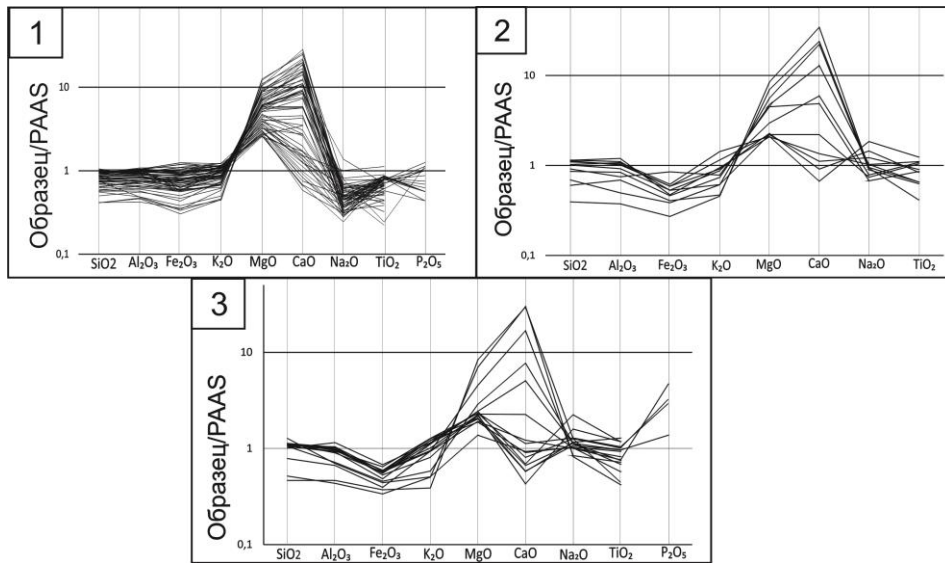 1
Образец/PAAS
10
1
0,1
SiO2 Al₂O₃ Fe₂O₃ K₂O MgO CaO Na₂O TiO₂ P₂O₅
2
Образец/PAAS
10
1
0,1
SiO2 Al₂O₃ Fe₂O₃ K₂O MgO CaO Na₂O TiO₂
3
Образец/PAAS
10
1
0,1
SiO2 Al₂O₃ Fe₂O₃ K₂O MgO CaO Na₂O TiO₂ P₂O₅